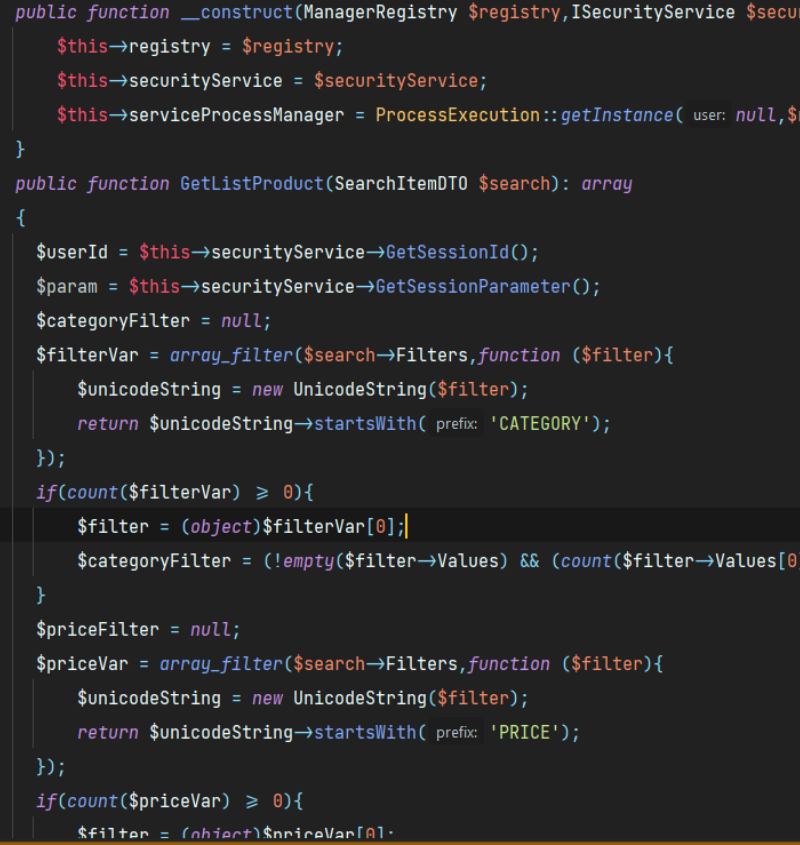 public function __construct(ManagerRegistry $registry,ISecurityService $secu
$this->registry = $registry;
$this->securityService = $securityService;
$this->serviceProcessManager = ProcessExecution::getInstance( user: null,$
}
public function GetListProduct(SearchItemDTO $search): array
{
$userId = $this->securityService->GetSessionId();
$param = $this->securityService->GetSessionParameter();
$categoryFilter = null;
$filterVar = array_filter($search->Filters,function ($filter){
$unicodeString = new UnicodeString($filter);
return $unicodeString->startsWith( prefix: 'CATEGORY');
});
if(count($filterVar) >= 0){
$filter = (object)$filterVar[0];
$categoryFilter = (!empty($filter->Values) && (count($filter->Values[0
}
$priceFilter = null;
$priceVar = array_filter($search->Filters,function ($filter){
$unicodeString = new UnicodeString($filter);
return $unicodeString->startsWith( prefix: 'PRICE');
});
if(count($priceVar) >= 0){
$filter = (object)$priceVar[0];